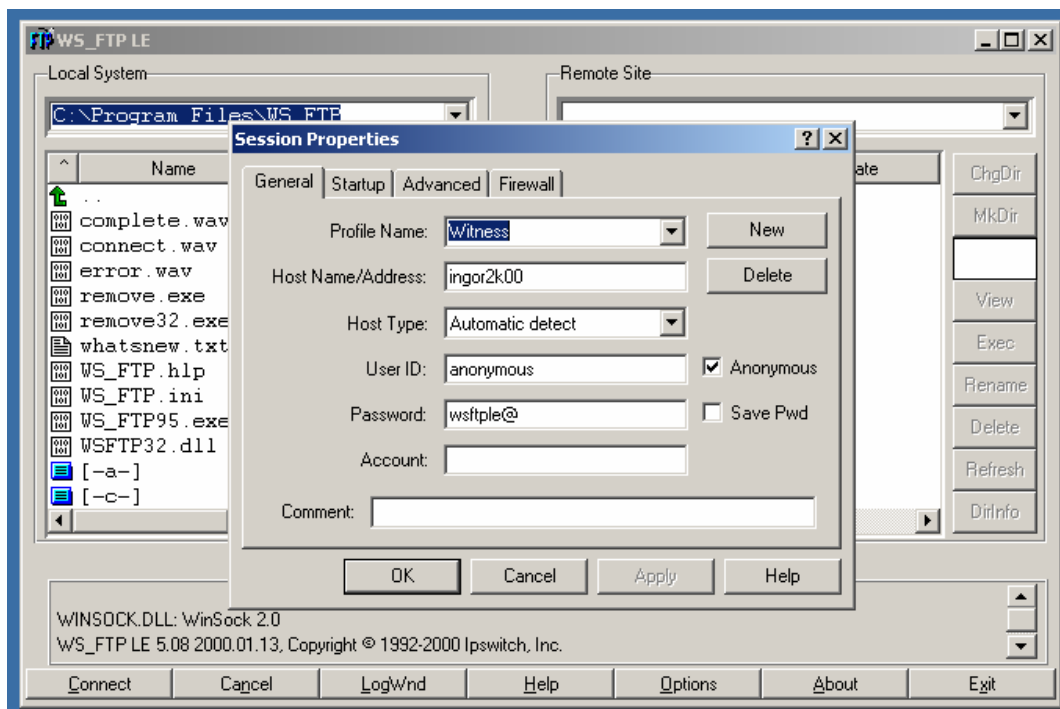 WS_FTP LE
Local System
Remote Site
C:\Program Files\WS_FTP
Session Properties
^ Name
ate
ChgDir
General Startup Advanced Firewall
..
MkDir
complete.wav
Profile Name: Witness New
connect.wav
Host Name/Address: ingor2k00 Delete
error.wav
View
remove.exe
Host Type: Automatic detect
remove32.exe
Exec
whatsnew.txt
User ID: anonymous Anonymous
WS_FTP.hlp
Rename
WS_FTP.ini
Password: wsftple@ Save Pwd
WS_FTP95.exe
Delete
WSFTP32.dll
Account:
[-a-]
Refresh
[-c-]
Comment:
DirInfo
OK Cancel Apply Help
WINSOCK.DLL: WinSock 2.0
WS_FTP LE 5.08 2000.01.13, Copyright © 1992-2000 Ipswitch, Inc.
Connect Cancel LogWnd Help Options About Exit